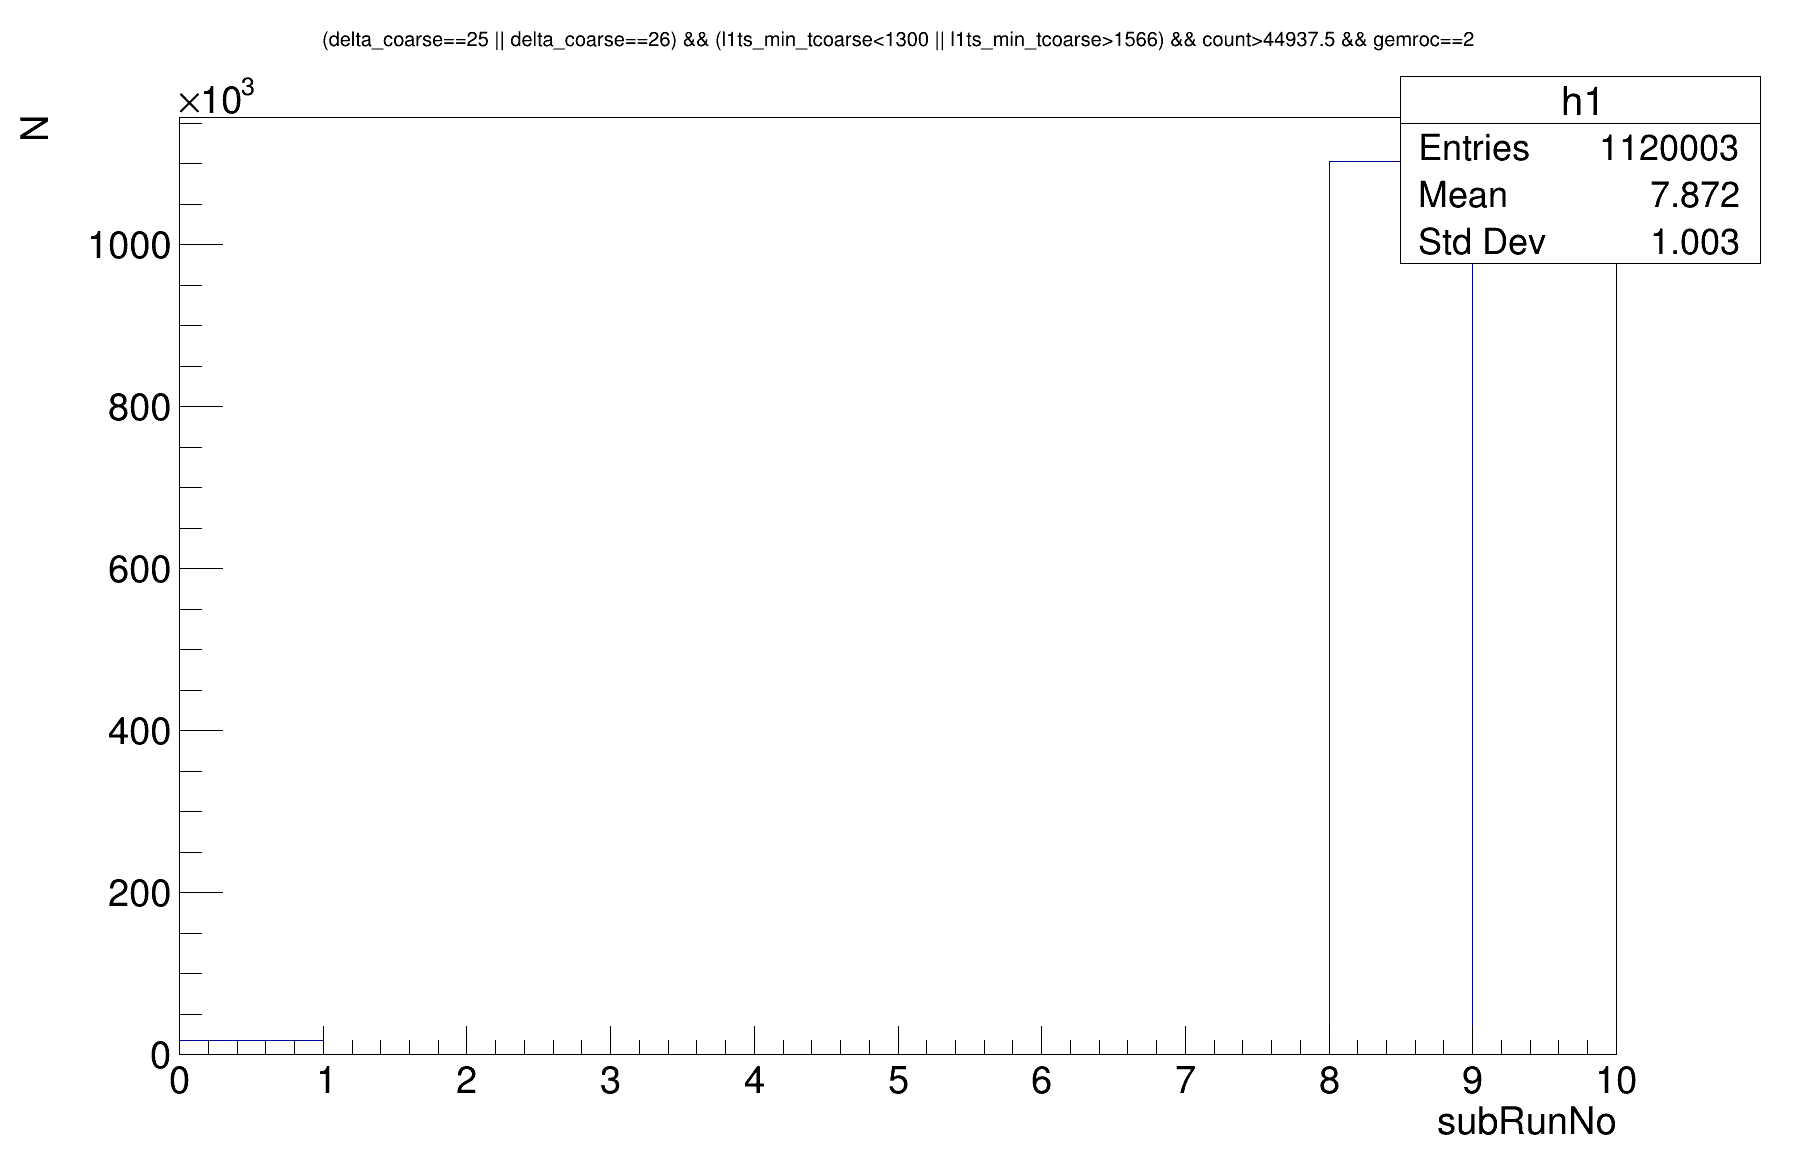 (delta_coarse==25 || delta_coarse==26) && (l1ts_min_tcoarse<1300 || l1ts_min_tcoarse>1566) && count>44937.5 && gemroc==2
×10³
N
h1
Entries 1120003
Mean 7.872
Std Dev 1.003
1000
800
600
400
200
0
0 1 2 3 4 5 6 7 8 9 10
subRunNo